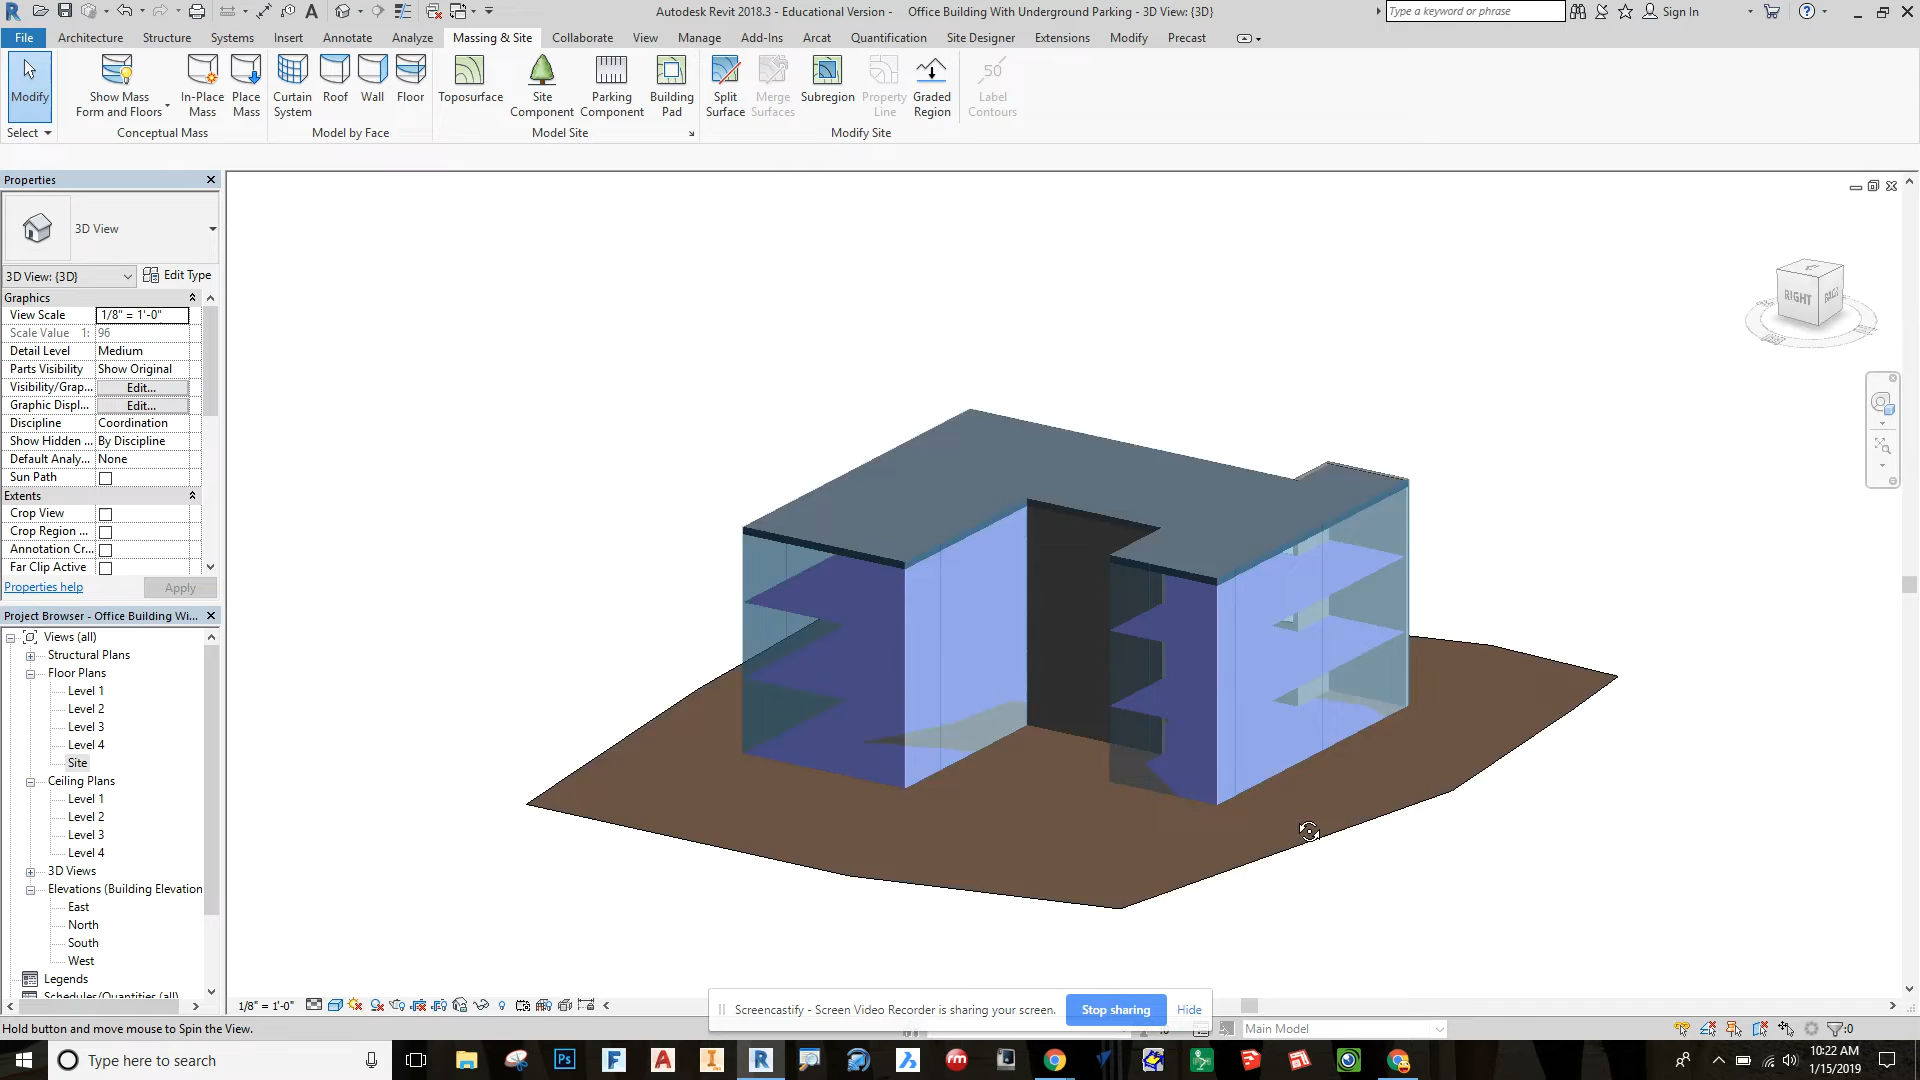 Autodesk Revit 2018.3 - Educational Version - Office Building With Underground Parking - 3D View: {3D}
Type a keyword or phrase
Sign In
File Architecture Structure Systems Insert Annotate Analyze Massing & Site Collaborate View Manage Add-Ins Arcat Quantification Site Designer Extensions Modify Precast
Modify
Show Mass Form and Floors
In-Place Mass
Place Mass
Curtain System
Roof
Wall
Floor
Toposurface
Site Component
Parking Component
Building Pad
Split Surface
Merge Surfaces
Subregion
Property Line
Graded Region
50
Label Contours
Select
Conceptual Mass
Model by Face
Model Site
Modify Site
Properties
3D View
3D View: {3D}
Edit Type
Graphics
View Scale 1/8" = 1'-0"
Scale Value 1: 96
Detail Level Medium
Parts Visibility Show Original
Visibility/Grap... Edit...
Graphic Displ... Edit...
Discipline Coordination
Show Hidden ... By Discipline
Default Analy... None
Sun Path
Extents
Crop View
Crop Region ...
Annotation Cr...
Far Clip Active
Properties help
Apply
Project Browser - Office Building Wi...
Views (all)
Structural Plans
Floor Plans
Level 1
Level 2
Level 3
Level 4
Site
Ceiling Plans
Level 1
Level 2
Level 3
Level 4
3D Views
Elevations (Building Elevation
East
North
South
West
Legends
Schedules/Quantities (all)
RIGHT
BACK
1/8" = 1'-0"
Screencastify - Screen Video Recorder is sharing your screen.
Stop sharing
Hide
Hold button and move mouse to Spin the View.
Main Model
:0
Type here to search
Ps
10:22 AM
1/15/2019